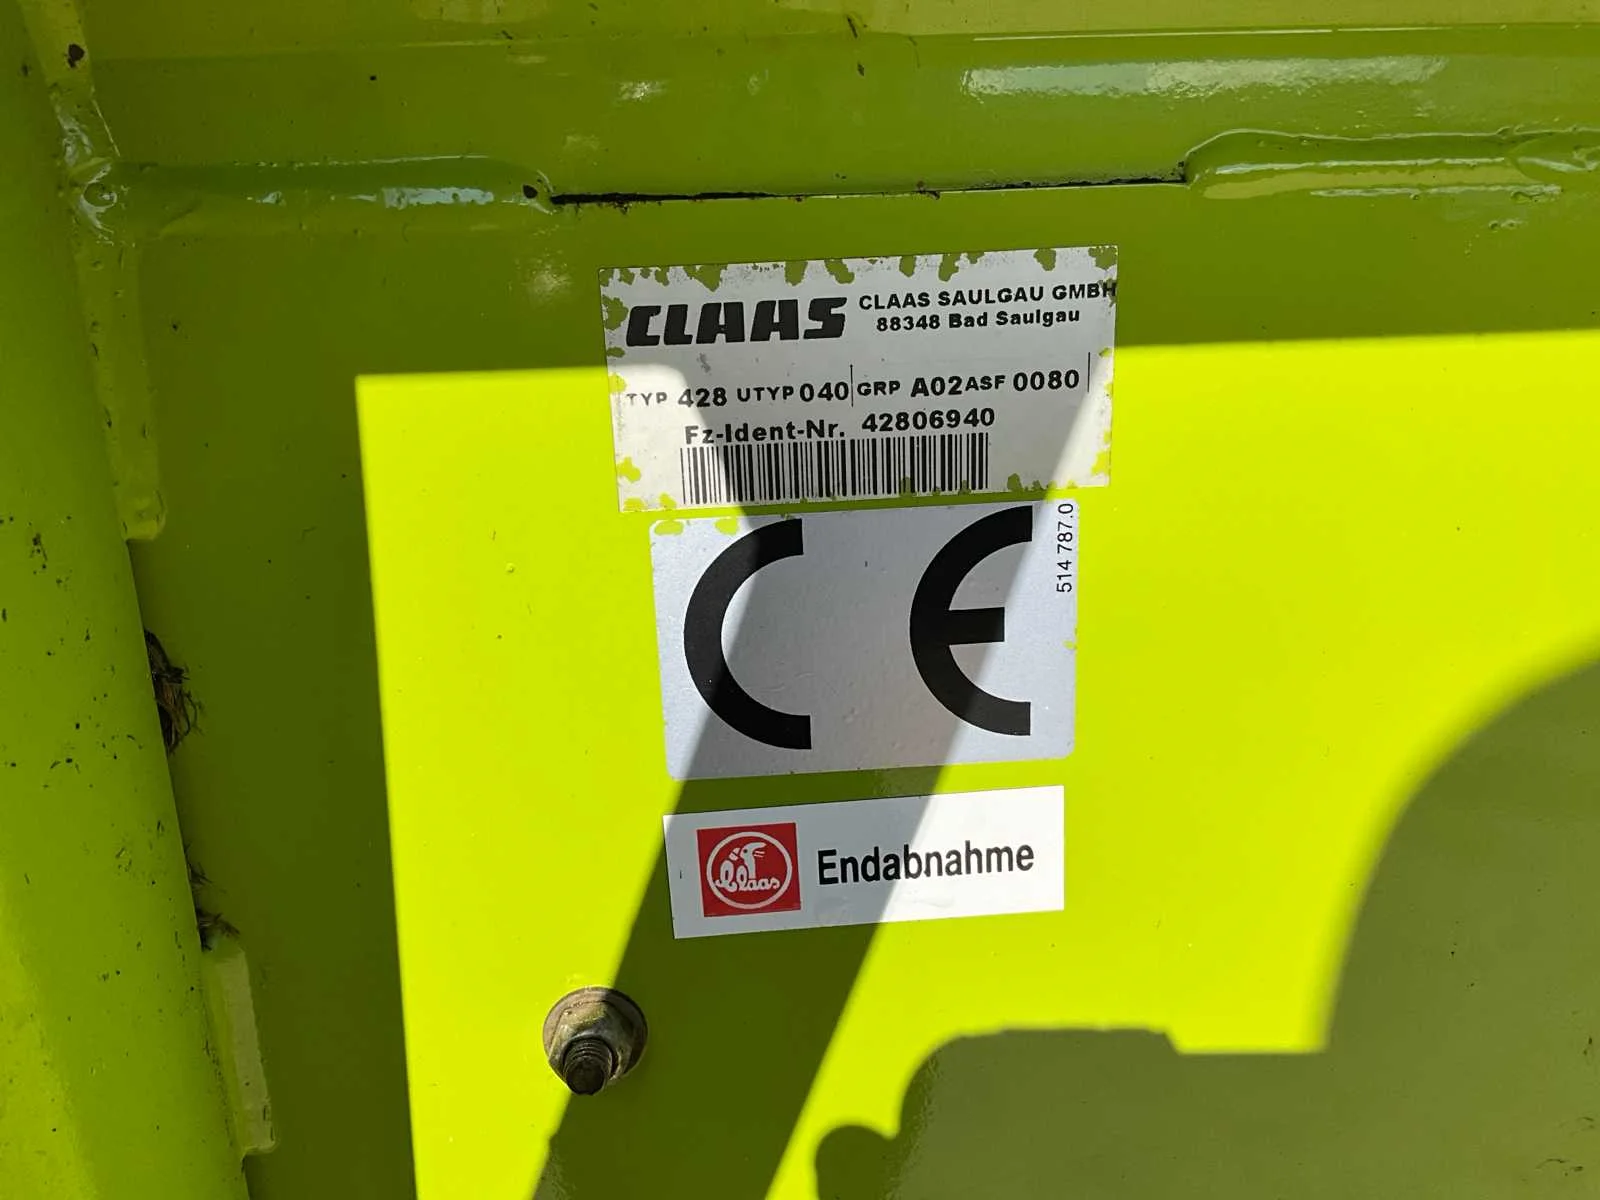 CLAAS CLAAS SAULGAU GMBH
88348 Bad Saulgau
TYP 428 UTYP 040 GRP A02 ASF 0080
Fz-Ident-Nr. 42806940
CE
514 787.0
Claas Endabnahme